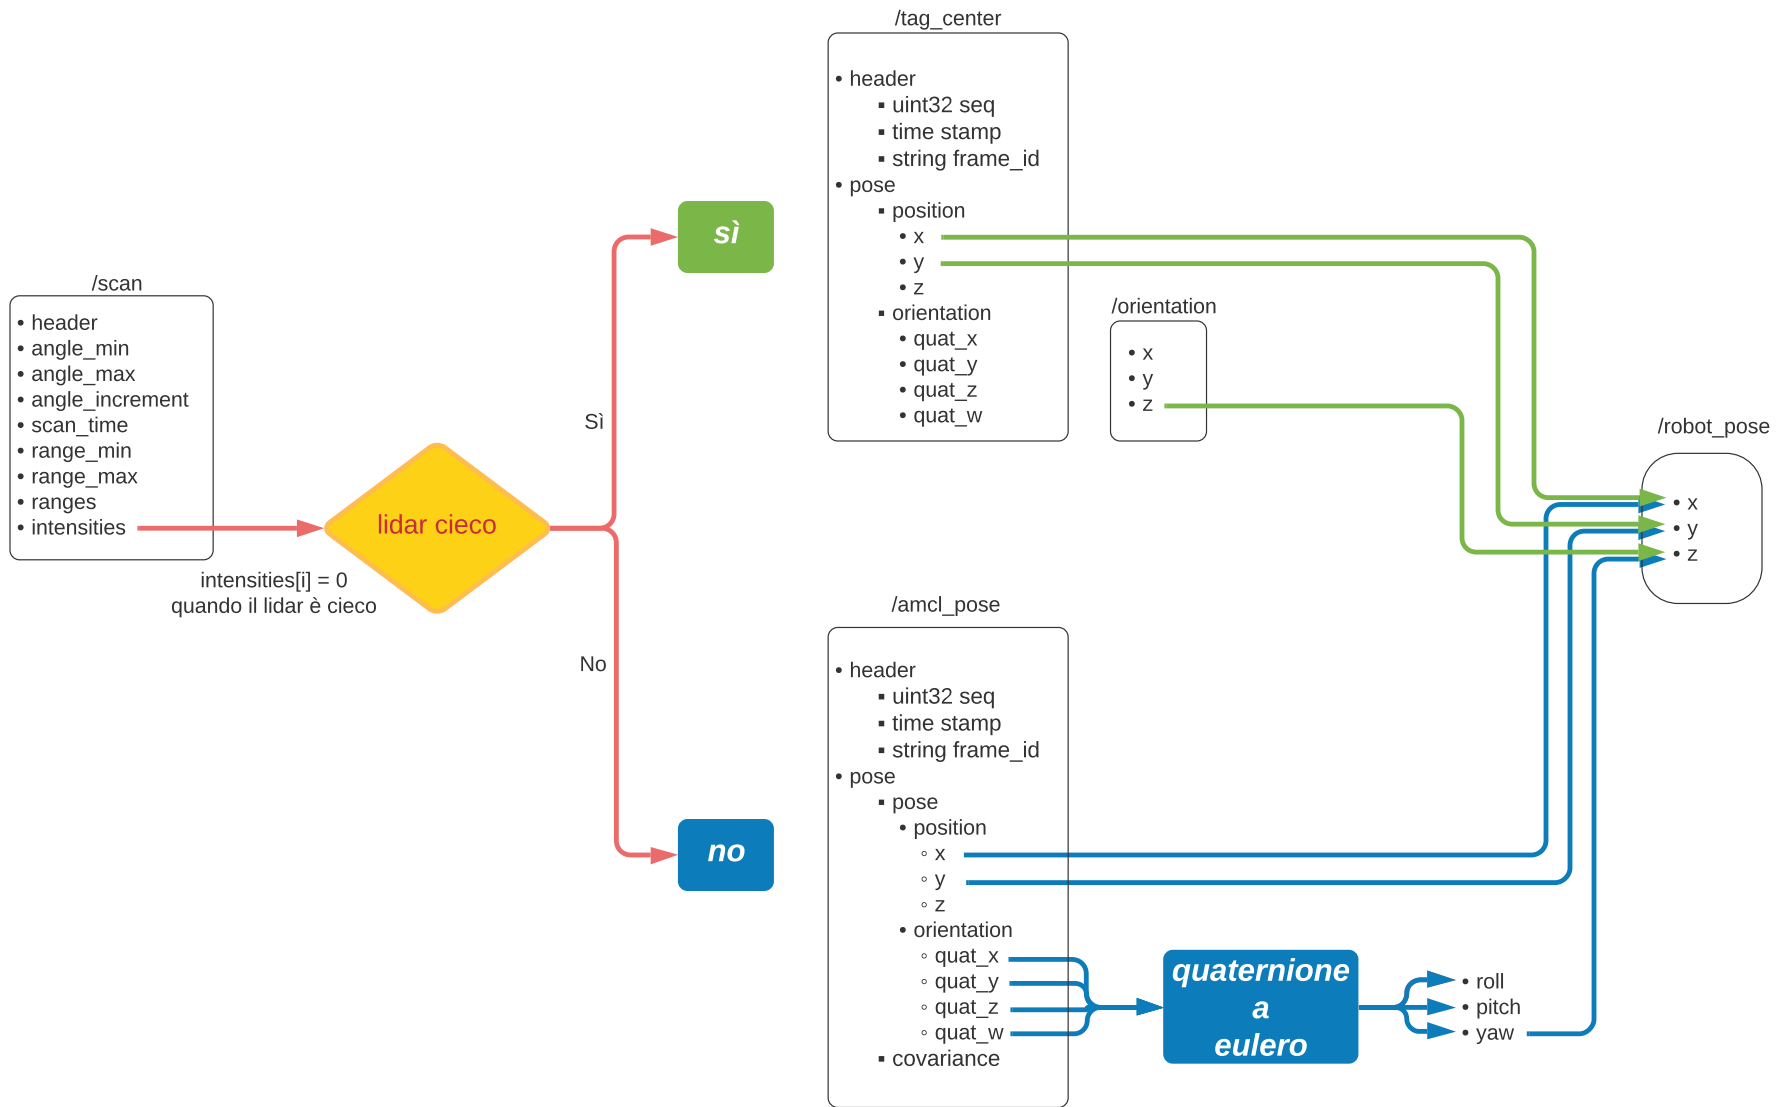 /scan
• header
• angle_min
• angle_max
• angle_increment
• scan_time
• range_min
• range_max
• ranges
• intensities
intensities[i] = 0
quando il lidar è cieco
lidar cieco
Sì
No
sì
no
/tag_center
• header
▪ uint32 seq
▪ time stamp
▪ string frame_id
• pose
▪ position
• x
• y
• z
▪ orientation
• quat_x
• quat_y
• quat_z
• quat_w
/orientation
• x
• y
• z
/amcl_pose
• header
▪ uint32 seq
▪ time stamp
▪ string frame_id
• pose
▪ pose
• position
◦ x
◦ y
◦ z
• orientation
◦ quat_x
◦ quat_y
◦ quat_z
◦ quat_w
▪ covariance
quaternione
a
eulero
• roll
• pitch
• yaw
/robot_pose
• x
• y
• z